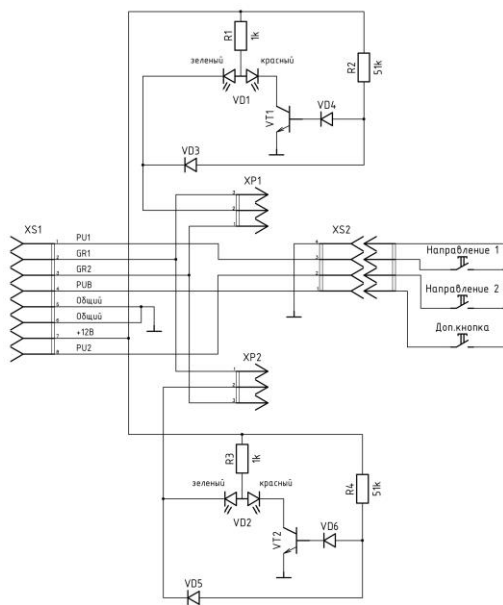 R1
1k
зеленый
красный
VD1
R2
51k
VT1
VD4
VD3
XP1
3
2
1
XS1
1 PU1
2 GR1
3 GR2
4 PUB
5 Общий
6 Общий
7 +12В
8 PU2
XS2
4
3
2
1
Направление 1
Направление 2
Доп.кнопка
XP2
1
2
3
R3
1k
зеленый
красный
VD2
R4
51k
VT2
VD6
VD5